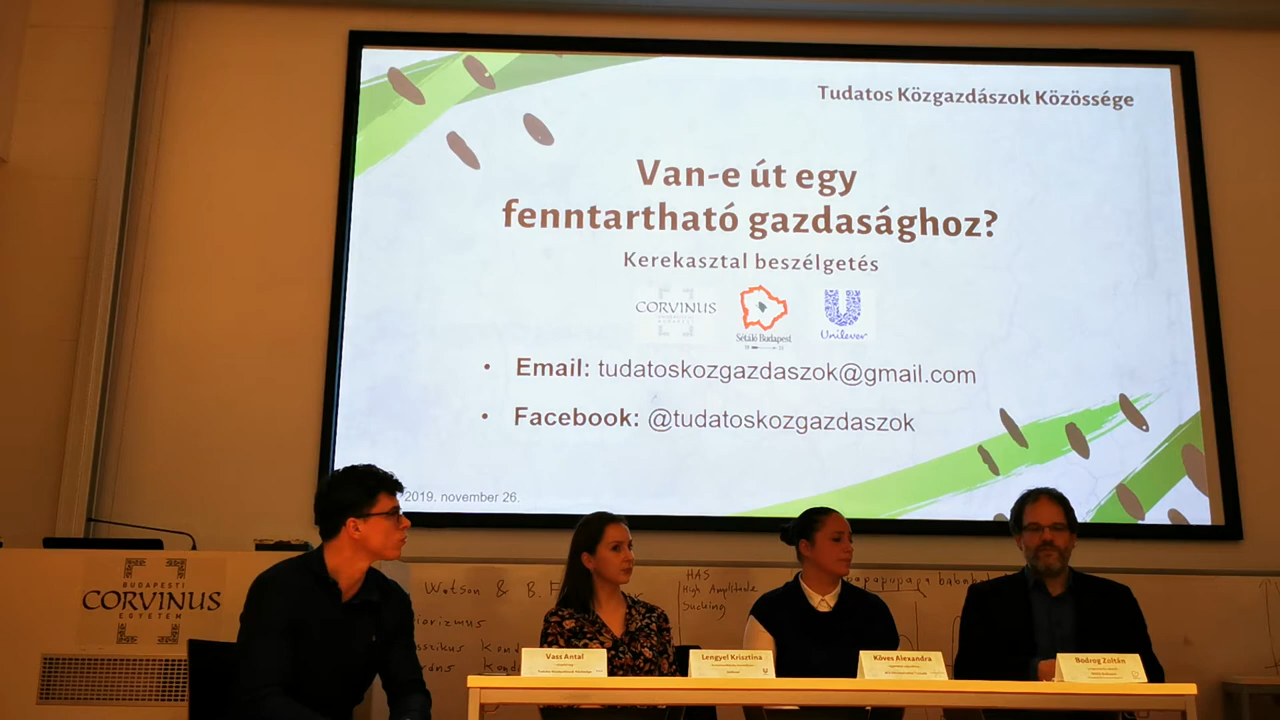 Tudatos Közgazdászok Közössége
Van-e út egy
fenntartható gazdasághoz?
Kerekasztal beszélgetés
CORVINUS
Sétáló Budapest
Unilever
• Email: tudatoskozgazdaszok@gmail.com
• Facebook: @tudatoskozgazdaszok
2019. november 26.
BUDAPESTI
CORVINUS
EGYETEM
Watson & B. F
HAS
High Amplitude
Sucking
papapapapa
Vass Antal
Lengyel Krisztina
Köves Alexandra
Bodrog Zoltán